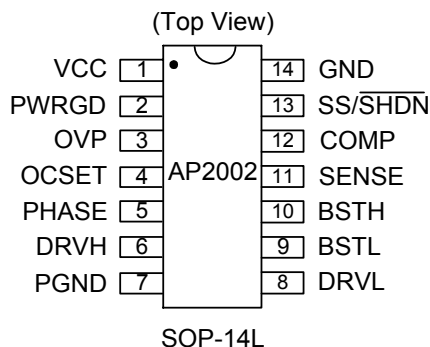 (Top View)
VCC 1 14 GND
PWRGD 2 13 SS/SHDN
OVP 3 12 COMP
OCSET 4 AP2002 11 SENSE
PHASE 5 10 BSTH
DRVH 6 9 BSTL
PGND 7 8 DRVL
SOP-14L